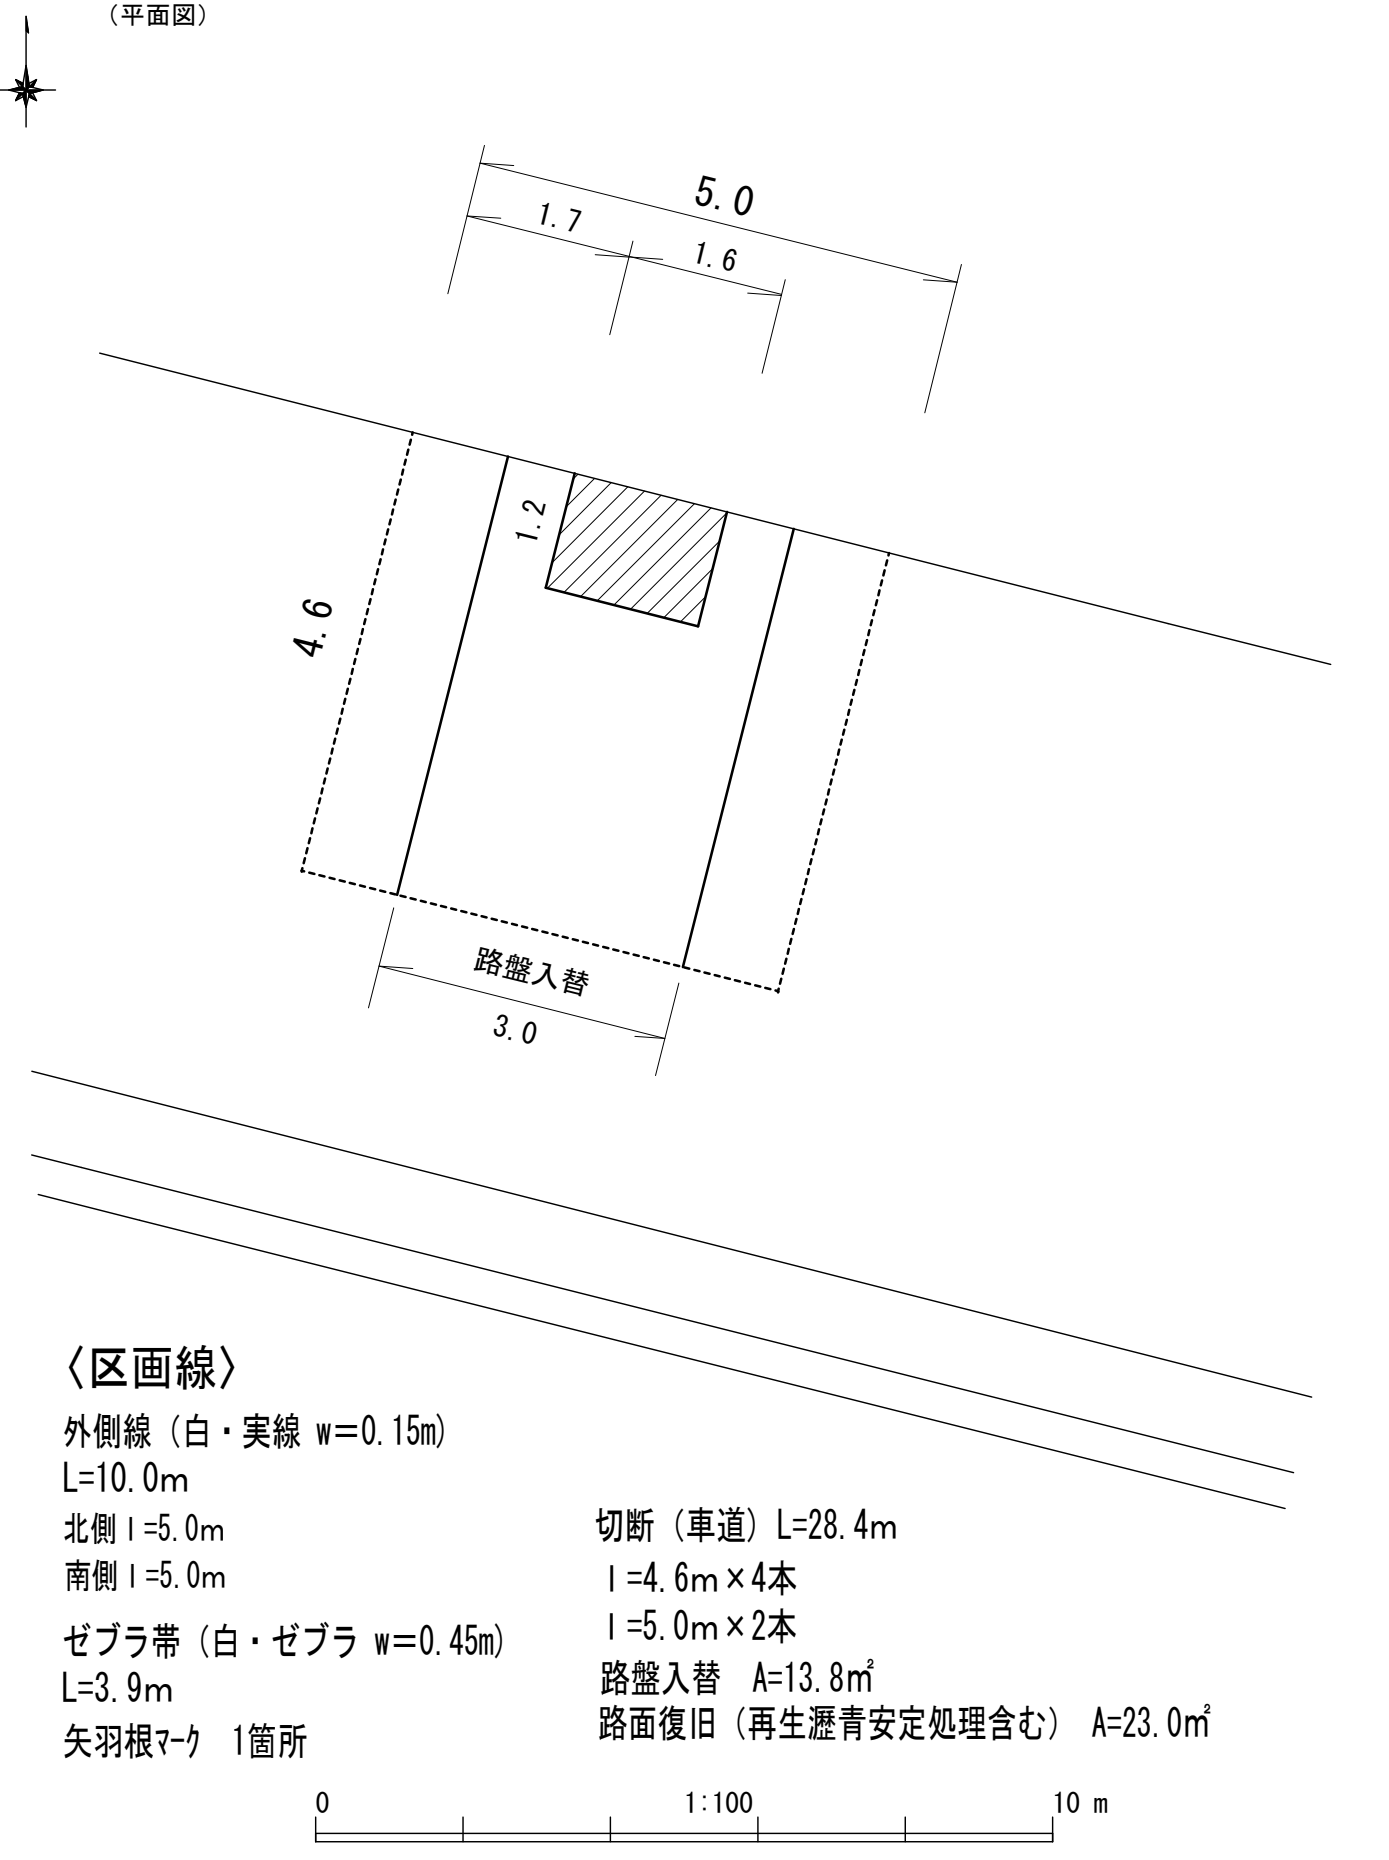 （平面図）
5.0
1.7
1.6
1.2
4.6
路盤入替
3.0
〈区画線〉
外側線（白・実線 w＝0.15m）
L=10.0m
北側 l=5.0m
南側 l=5.0m
ゼブラ帯（白・ゼブラ w＝0.45m）
L=3.9m
矢羽根マーク　1箇所
切断（車道）L=28.4m
l=4.6m×4本
l=5.0m×2本
路盤入替　A=13.8㎡
路面復旧（再生瀝青安定処理含む）　A=23.0㎡
0 1:100 10 m